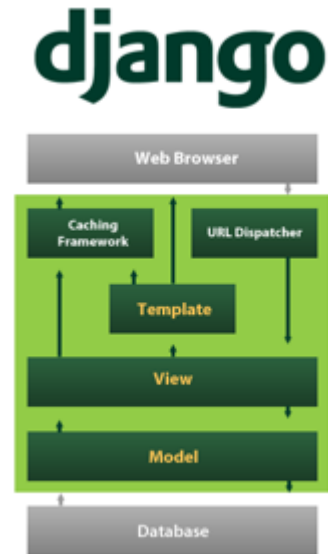 django
Web Browser
Caching
Framework
URL Dispatcher
Template
View
Model
Database